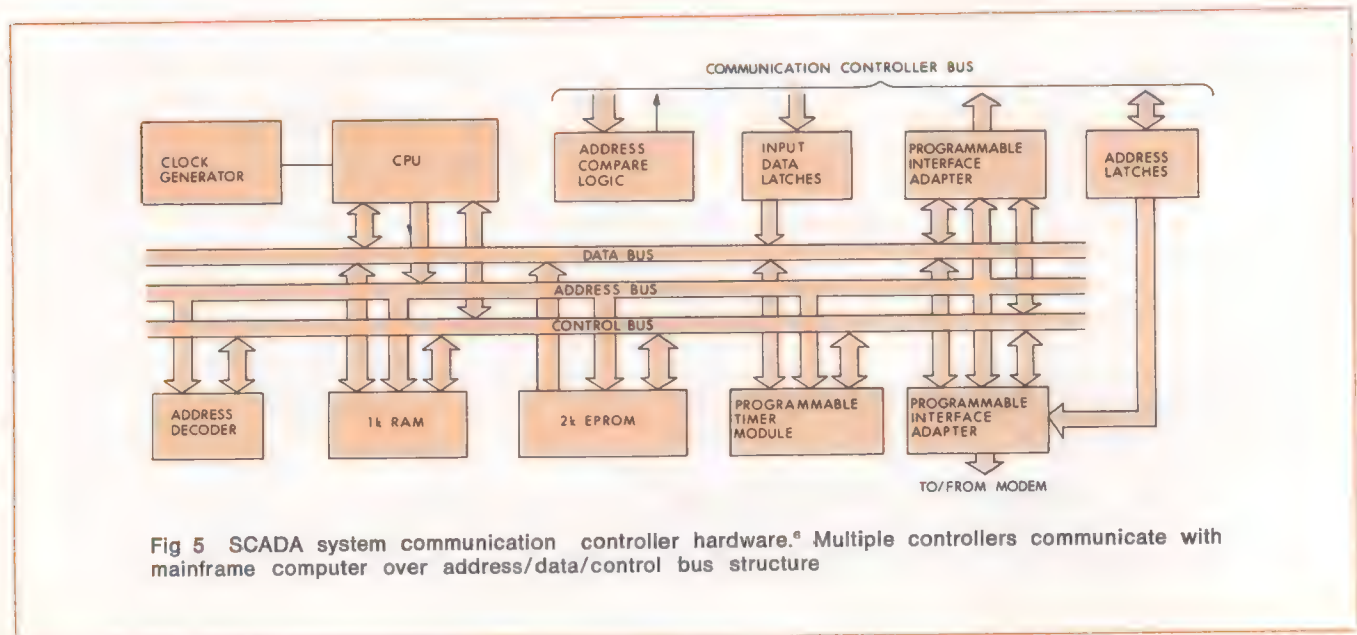 COMMUNICATION CONTROLLER BUS
CLOCK
GENERATOR
CPU
ADDRESS
COMPARE
LOGIC
INPUT
DATA
LATCHES
PROGRAMMABLE
INTERFACE
ADAPTER
ADDRESS
LATCHES
DATA BUS
ADDRESS BUS
CONTROL BUS
ADDRESS
DECODER
1k RAM
2k EPROM
PROGRAMMABLE
TIMER
MODULE
PROGRAMMABLE
INTERFACE
ADAPTER
TO/FROM MODEM
Fig 5 SCADA system communication controller hardware.⁶ Multiple controllers communicate with
mainframe computer over address/data/control bus structure